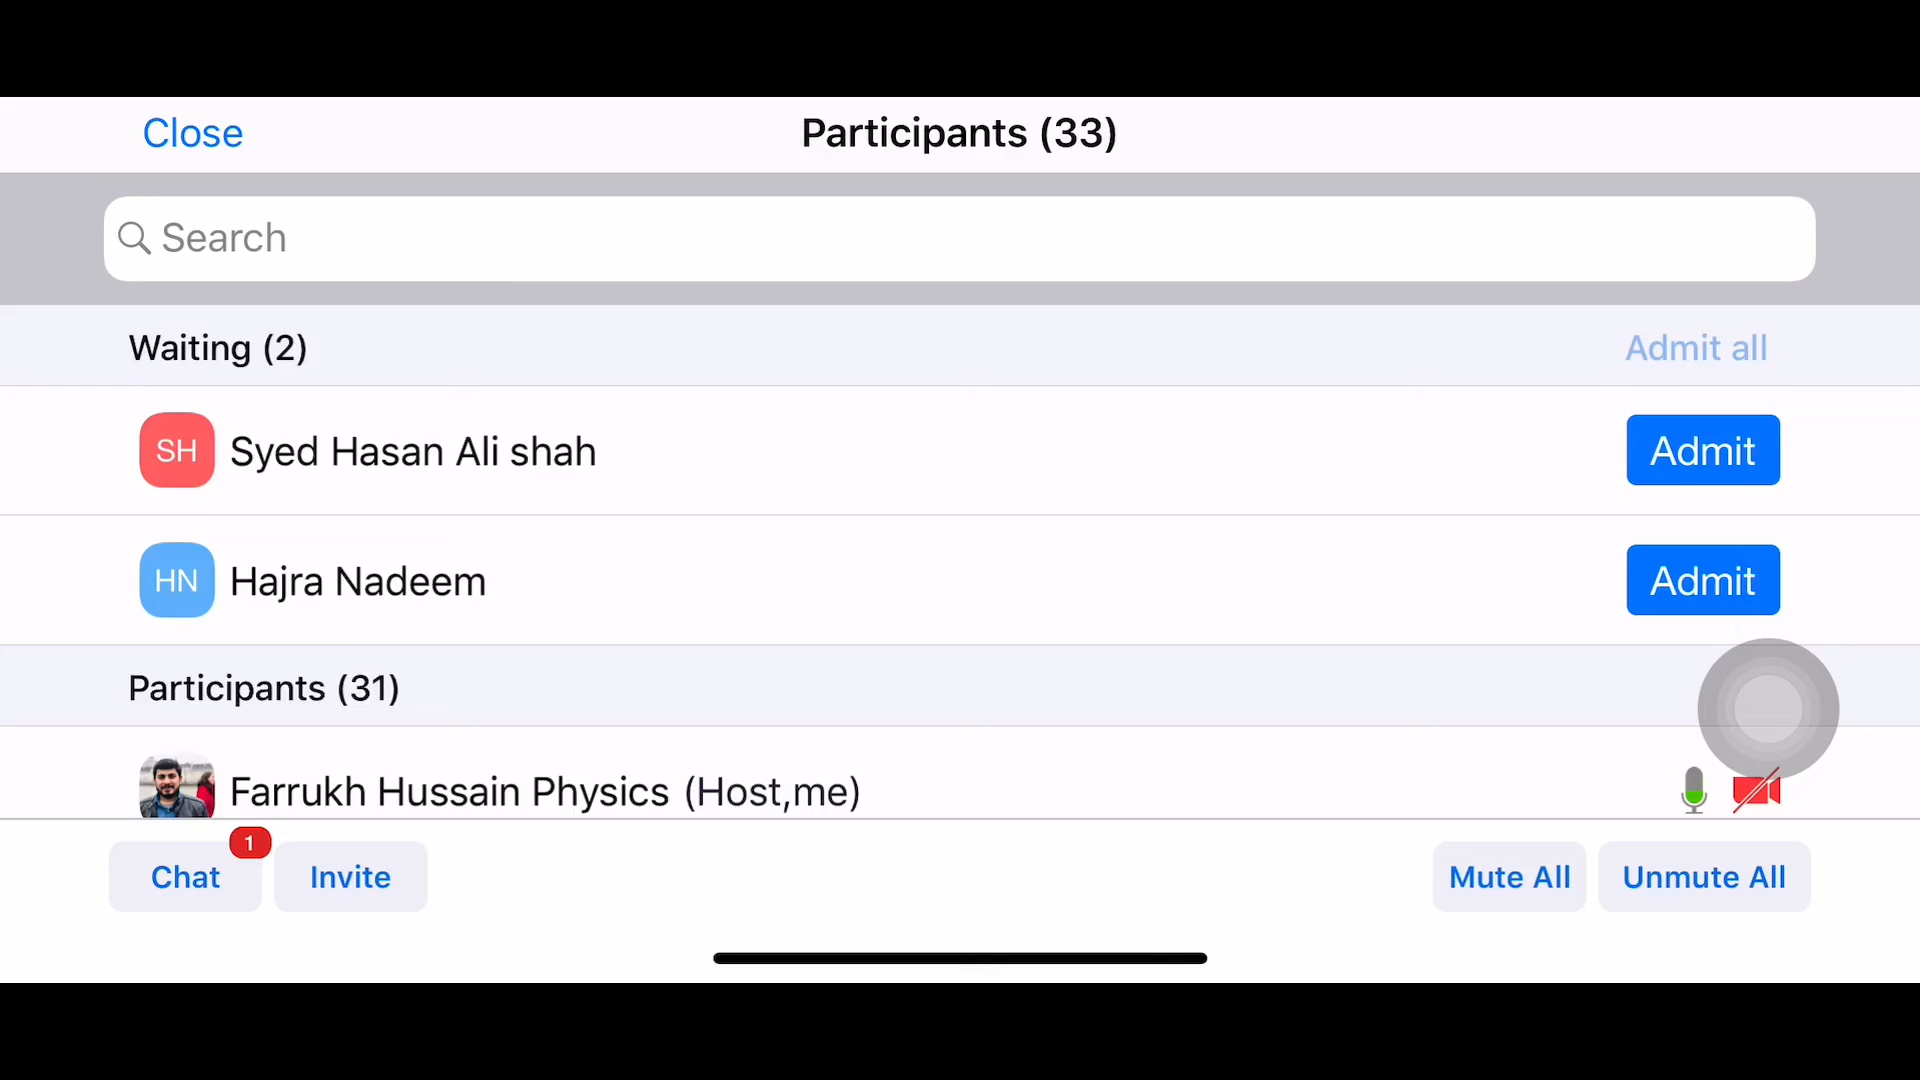 Close
Participants (33)
Search
Waiting (2)
Admit all
SH
Syed Hasan Ali shah
Admit
HN
Hajra Nadeem
Admit
Participants (31)
Farrukh Hussain Physics (Host,me)
1
Chat
Invite
Mute All
Unmute All